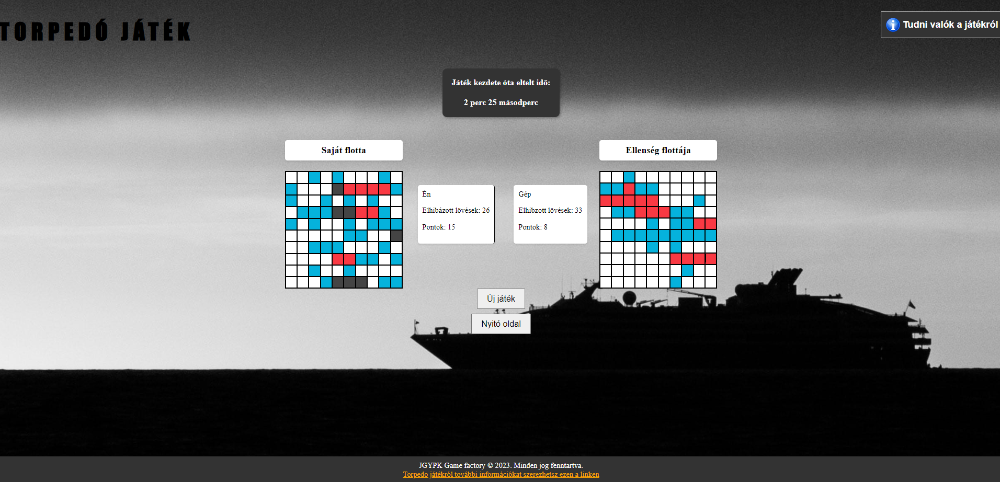 TORPEDÓ JÁTÉK
Tudni valók a játékról
Játék kezdete óta eltelt idő:
2 perc 25 másodperc
Saját flotta
Ellenség flottája
Én
Elhibázott lövések: 26
Pontok: 15
Gép
Elhibzott lövések: 33
Pontok: 8
Új játék
Nyitó oldal
JGYPK Game factory © 2023. Minden jog fenntartva.
Torpedo játékról további információkat szerezhetsz ezen a linken